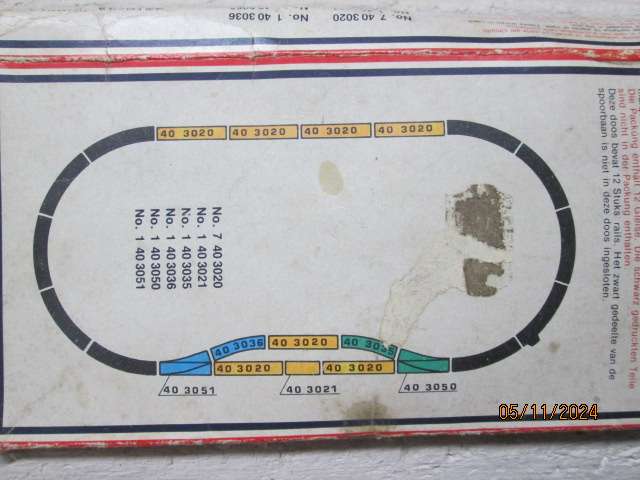 No. 7 40 3020
No. 1 40 3036
Die Packung enthält 12
Die schwarz gedruckten Teile
sind nicht in der Packung enthalten
Deze doos bevat 12 Stuks rails. Het zwart gedeelte van de
spoorbaan is niet in deze doos ingesloten.
40 3020
40 3020
40 3020
40 3020
No. 7 40 3020
No. 1 40 3021
No. 1 40 3035
No. 1 40 3036
No. 1 40 3050
No. 1 40 3051
40 3036
40 3020
40 3035
40 3020
40 3020
40 3051
40 3021
40 3050
05/11/2024